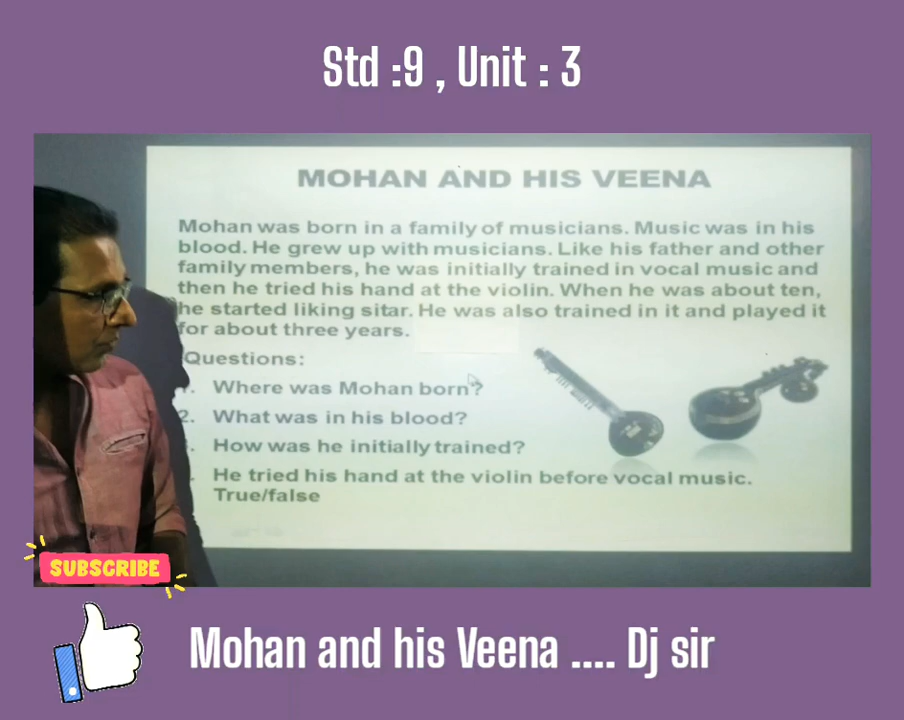 Std :9 , Unit : 3
MOHAN AND HIS VEENA
Mohan was born in a family of musicians. Music was in his
blood. He grew up with musicians. Like his father and other
family members, he was initially trained in vocal music and
then he tried his hand at the violin. When he was about ten,
he started liking sitar. He was also trained in it and played it
for about three years.
Questions:
Where was Mohan born?
2. What was in his blood?
How was he initially trained?
He tried his hand at the violin before vocal music.
True/false
SUBSCRIBE
Mohan and his Veena .... Dj sir